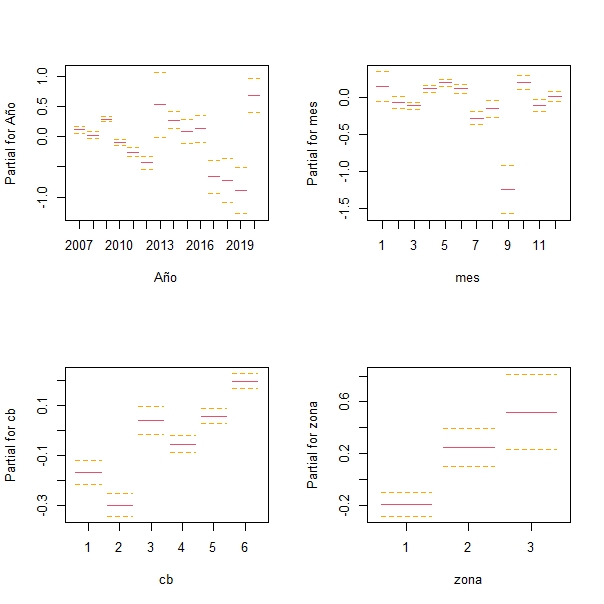 Partial for Año
1.0
0.5
0.0
-1.0
2007 2010 2013 2016 2019
Año
Partial for mes
0.0
-0.5
-1.0
-1.5
1 3 5 7 9 11
mes
Partial for cb
0.1
-0.1
-0.3
1 2 3 4 5 6
cb
Partial for zona
0.6
0.2
-0.2
1 2 3
zona